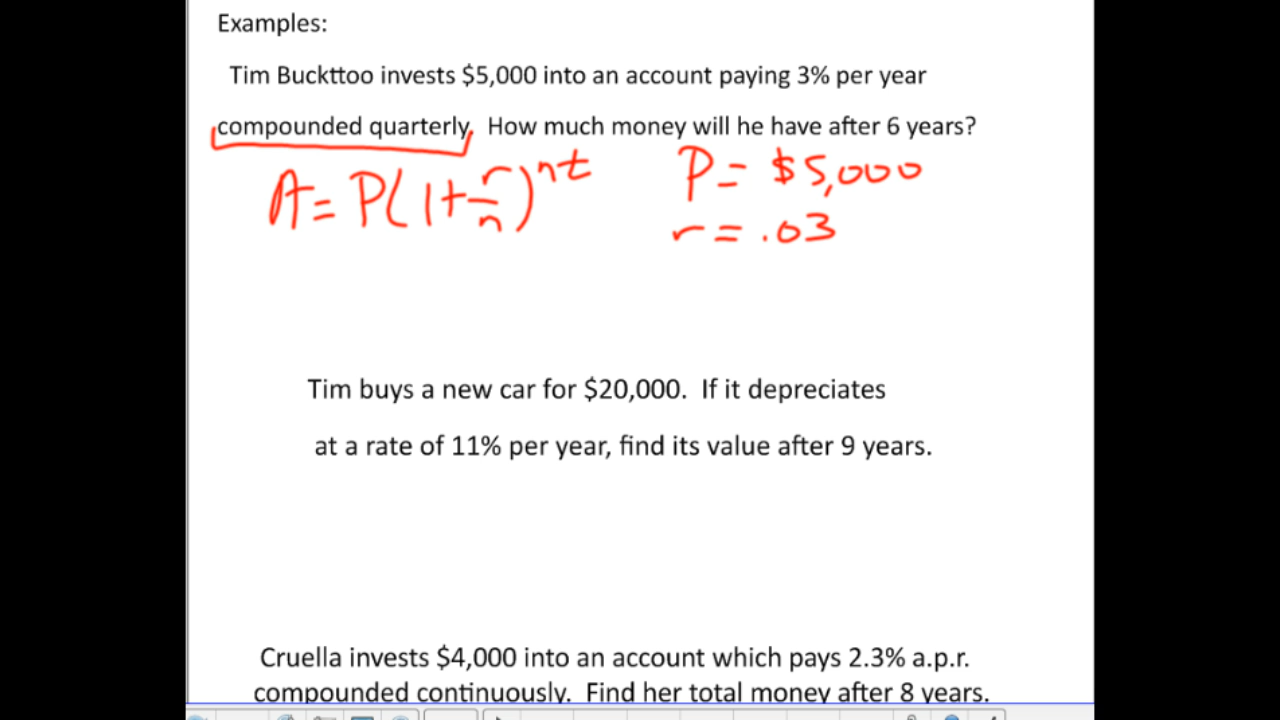 Examples:
Tim Buckttoo invests $5,000 into an account paying 3% per year
compounded quarterly. How much money will he have after 6 years?
A = P(1+r/n)^nt
P = $5,000
r = .03
Tim buys a new car for $20,000. If it depreciates
at a rate of 11% per year, find its value after 9 years.
Cruella invests $4,000 into an account which pays 2.3% a.p.r.
compounded continuously. Find her total money after 8 years.